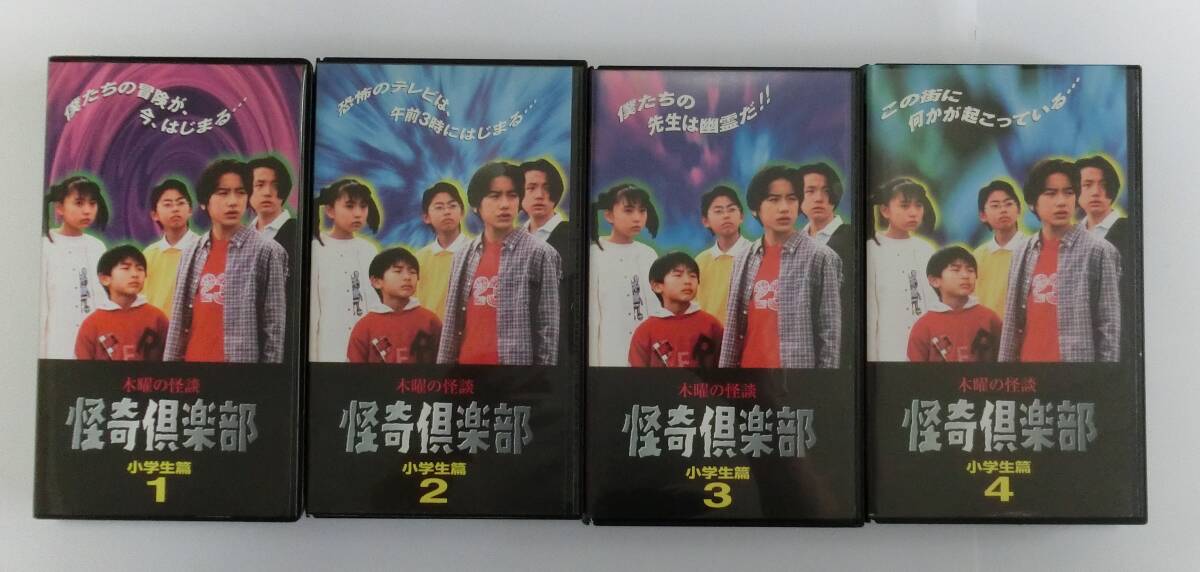 僕たちの冒険が、
今、はじまる…
木曜の怪談
怪奇倶楽部
小学生篇
1
恐怖のテレビは、
午前3時にはじまる…
木曜の怪談
怪奇倶楽部
小学生篇
2
僕たちの
先生は幽霊だ!!
23
木曜の怪談
怪奇倶楽部
小学生篇
3
この街に
何かが起こっている…
木曜の怪談
怪奇倶楽部
小学生篇
4